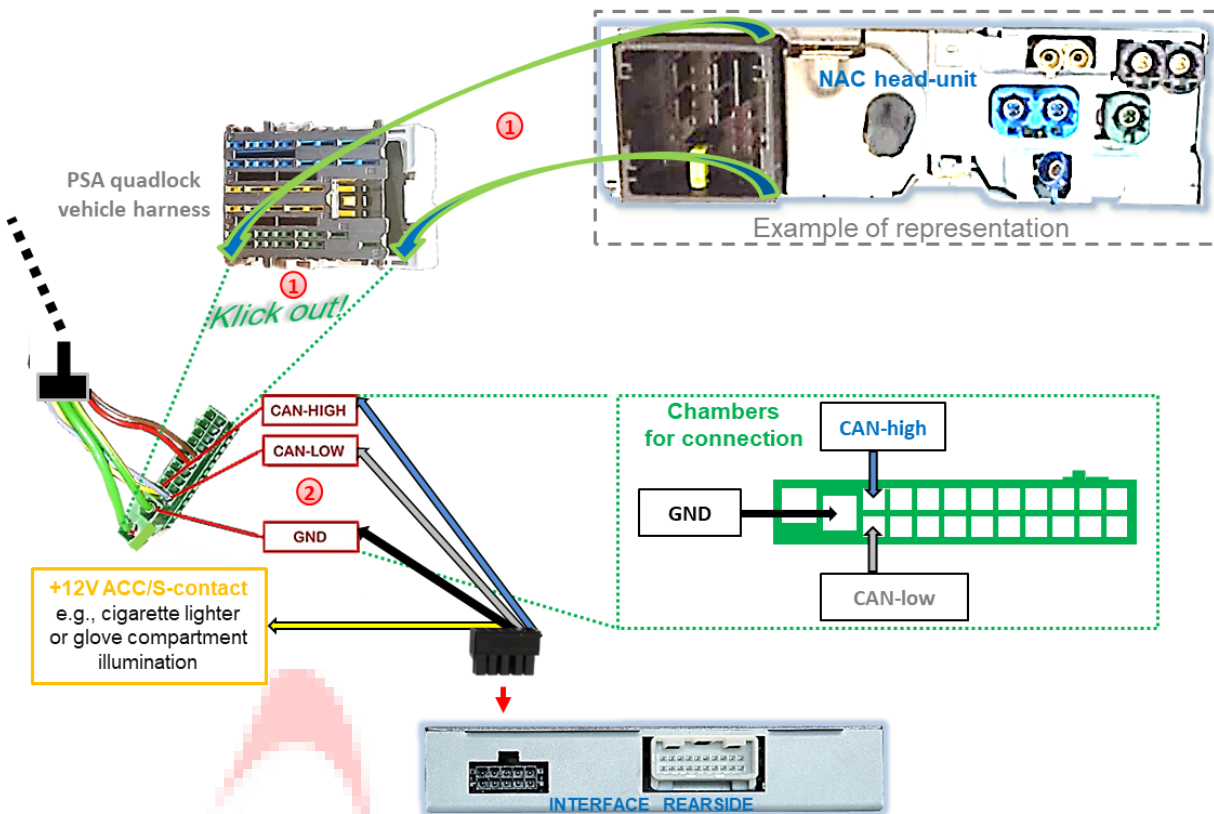 NAC head-unit
1
PSA quadlock
vehicle harness
Example of representation
1
Klick out!
CAN-HIGH
CAN-LOW
2
GND
Chambers
for connection
CAN-high
GND
CAN-low
+12V ACC/S-contact
e.g., cigarette lighter
or glove compartment
illumination
INTERFACE REARSIDE